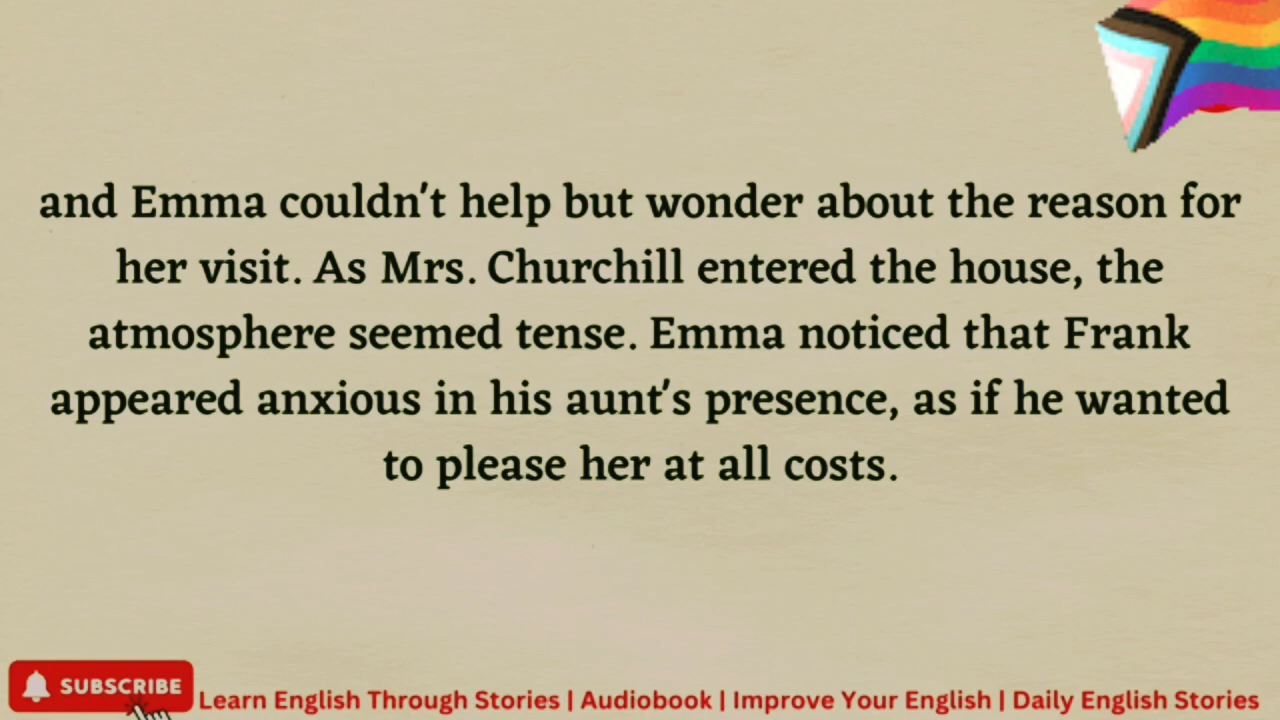 and Emma couldn't help but wonder about the reason for
her visit. As Mrs. Churchill entered the house, the
atmosphere seemed tense. Emma noticed that Frank
appeared anxious in his aunt's presence, as if he wanted
to please her at all costs.
SUBSCRIBE
Learn English Through Stories | Audiobook | Improve Your English | Daily English Stories